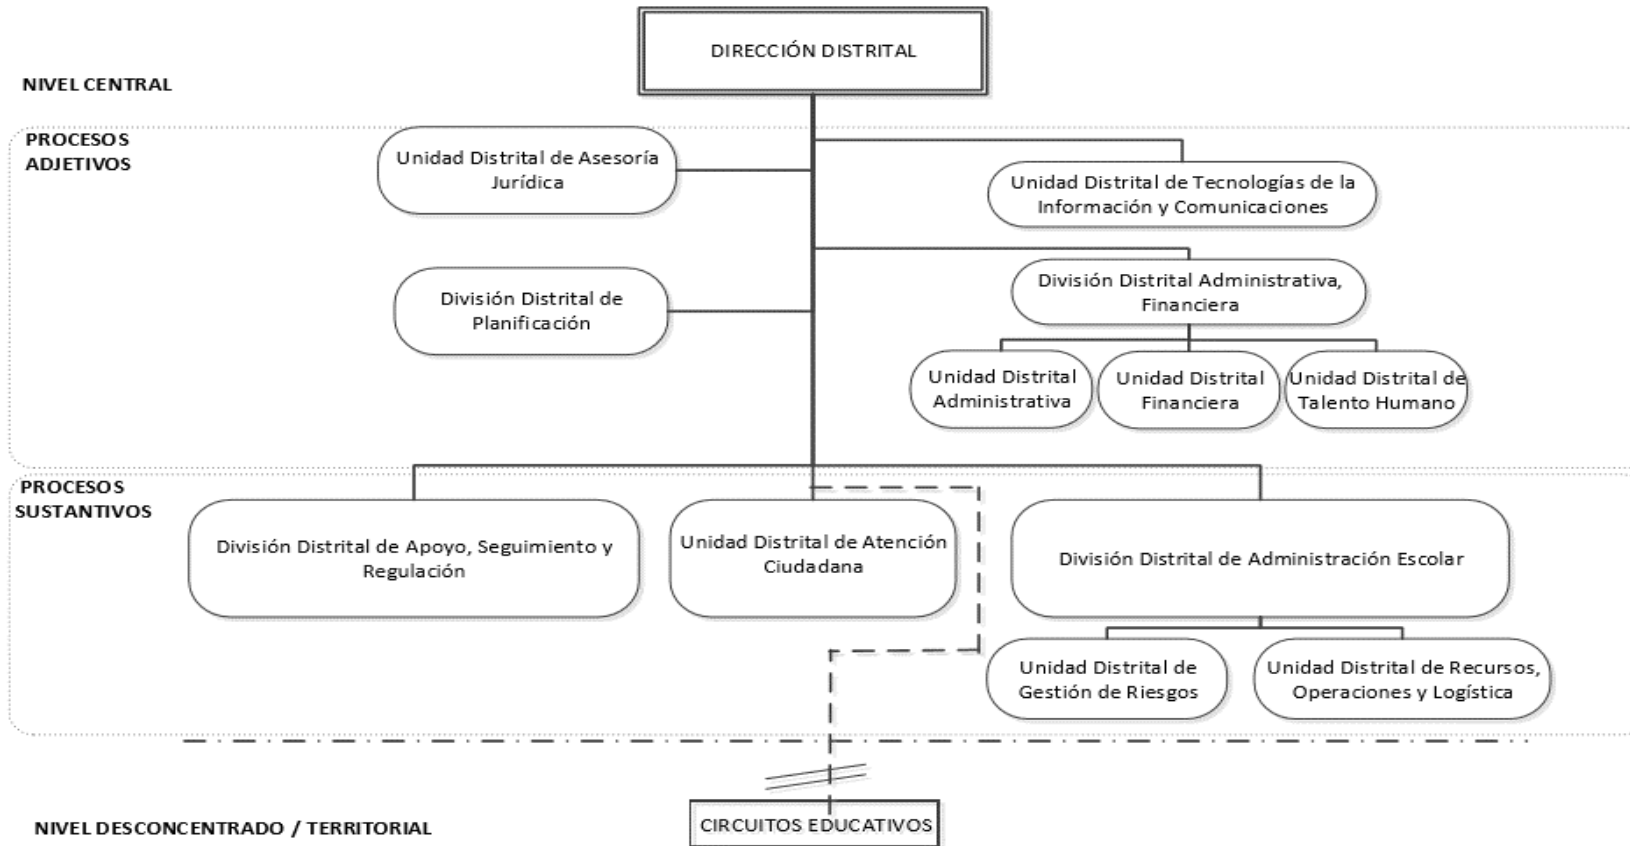 DIRECCIÓN DISTRITAL
NIVEL CENTRAL
PROCESOS
ADJETIVOS
Unidad Distrital de Asesoría
Jurídica
Unidad Distrital de Tecnologías de la
Información y Comunicaciones
División Distrital de
Planificación
División Distrital Administrativa,
Financiera
Unidad Distrital
Administrativa
Unidad Distrital
Financiera
Unidad Distrital de
Talento Humano
PROCESOS
SUSTANTIVOS
División Distrital de Apoyo, Seguimiento y
Regulación
Unidad Distrital de Atención
Ciudadana
División Distrital de Administración Escolar
Unidad Distrital de
Gestión de Riesgos
Unidad Distrital de Recursos,
Operaciones y Logística
NIVEL DESCONCENTRADO / TERRITORIAL
CIRCUITOS EDUCATIVOS